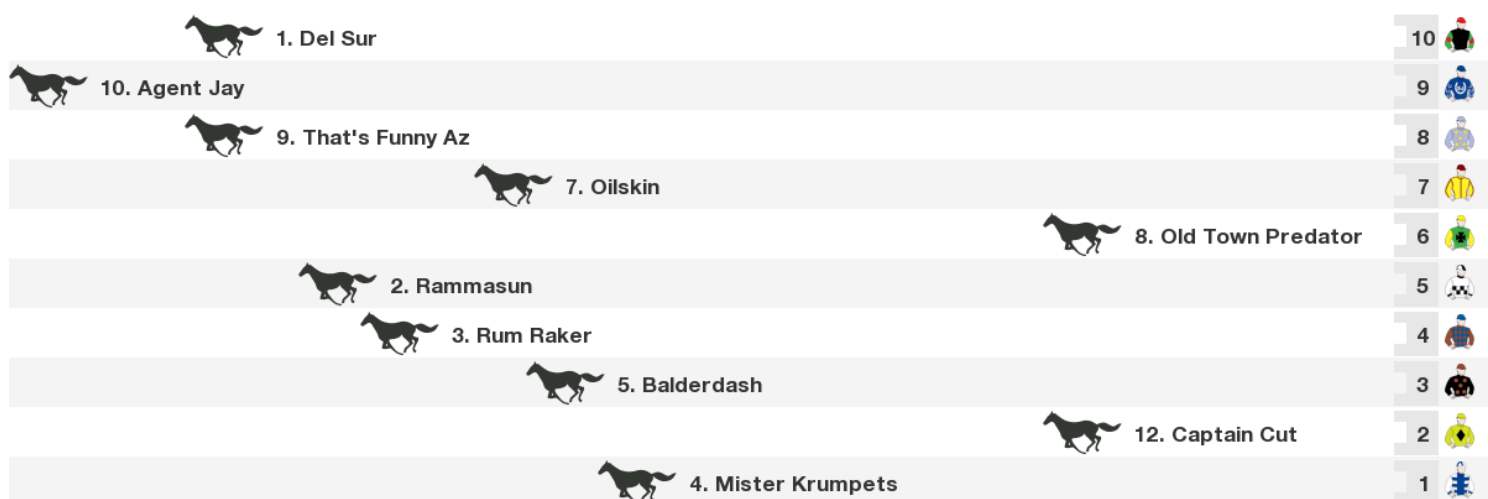 1. Del Sur 10
10. Agent Jay 9
9. That's Funny Az 8
7. Oilskin 7
8. Old Town Predator 6
2. Rammasun 5
3. Rum Raker 4
5. Balderdash 3
12. Captain Cut 2
4. Mister Krumpets 1